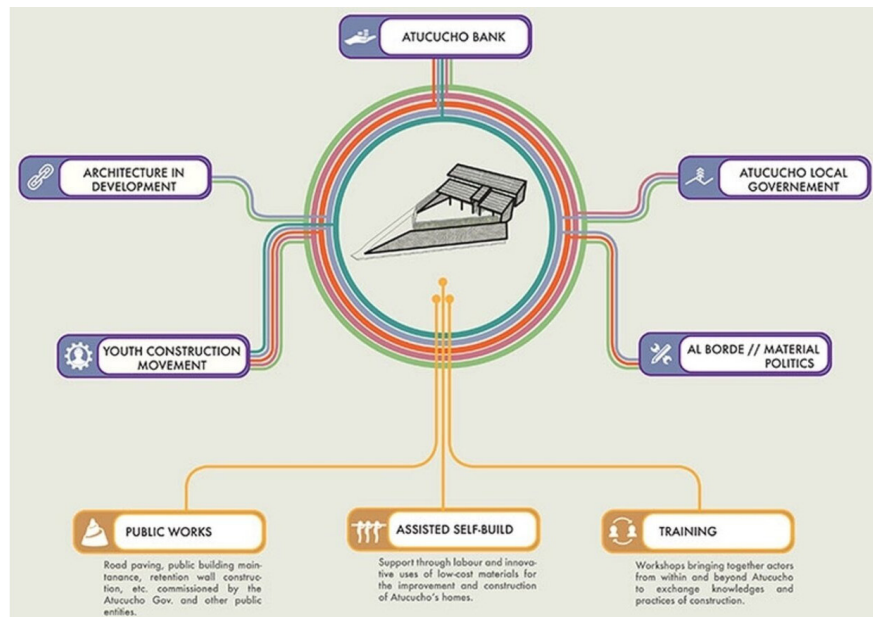 ATUCUCHO BANK
ARCHITECTURE IN
DEVELOPMENT
ATUCUCHO LOCAL
GOVERNEMENT
YOUTH CONSTRUCTION
MOVEMENT
AL BORDE // MATERIAL
POLITICS
PUBLIC WORKS
Road paving, public building main-
tanance, retention wall construc-
tion, etc. commissioned by the
Atucucho Gov. and other public
entities.
ASSISTED SELF-BUILD
Support through labour and innova-
tive uses of low-cost materials for
the improvement and construction
of Atucucho's homes.
TRAINING
Workshops bringing together actors
from within and beyond Atucucho
to exchange knowledges and
practices of construction.